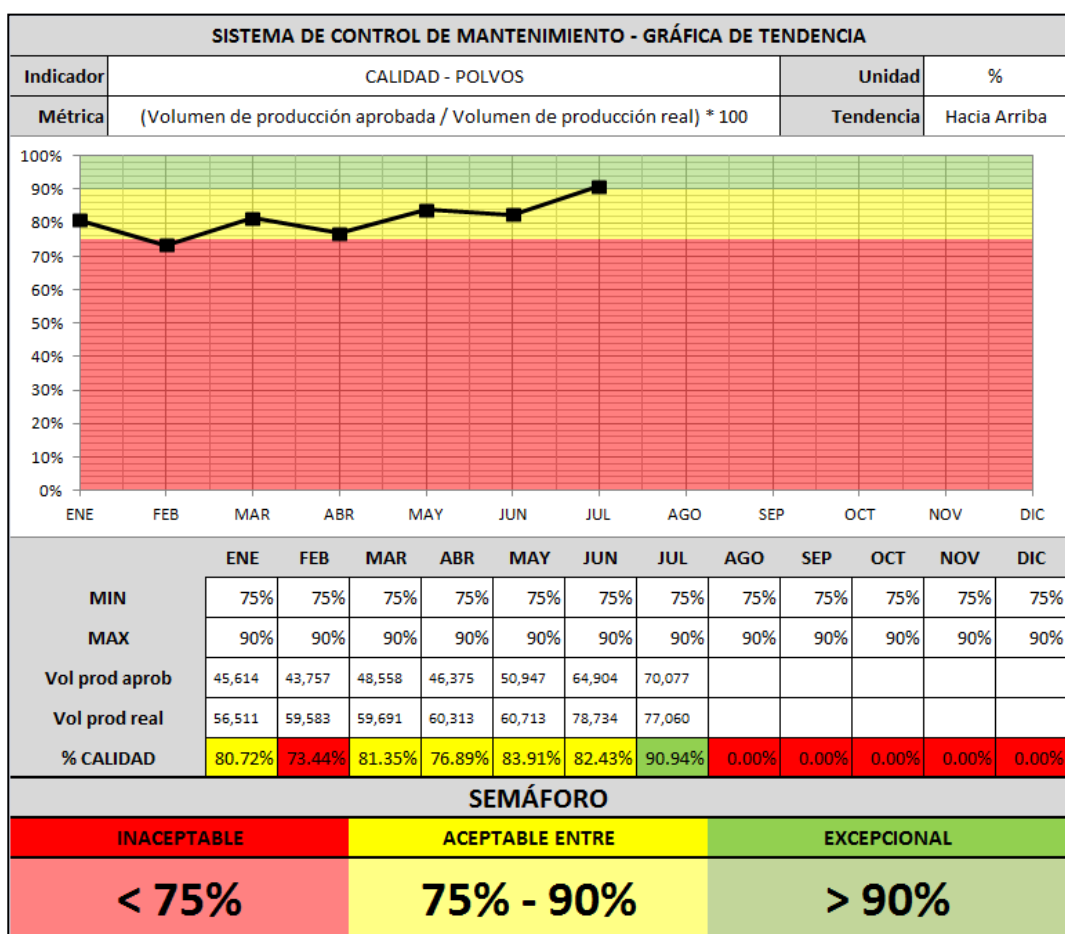 SISTEMA DE CONTROL DE MANTENIMIENTO - GRÁFICA DE TENDENCIA
Indicador CALIDAD - POLVOS Unidad %
Métrica (Volumen de producción aprobada / Volumen de producción real) * 100 Tendencia Hacia Arriba
100%
90%
80%
70%
60%
50%
40%
30%
20%
10%
0%
ENE FEB MAR ABR MAY JUN JUL AGO SEP OCT NOV DIC
ENE FEB MAR ABR MAY JUN JUL AGO SEP OCT NOV DIC
MIN 75% 75% 75% 75% 75% 75% 75% 75% 75% 75% 75% 75%
MAX 90% 90% 90% 90% 90% 90% 90% 90% 90% 90% 90% 90%
Vol prod aprob 45,614 43,757 48,558 46,375 50,947 64,904 70,077
Vol prod real 56,511 59,583 59,691 60,313 60,713 78,734 77,060
% CALIDAD 80.72% 73.44% 81.35% 76.89% 83.91% 82.43% 90.94% 0.00% 0.00% 0.00% 0.00% 0.00%
SEMÁFORO
INACEPTABLE ACEPTABLE ENTRE EXCEPCIONAL
< 75% 75% - 90% > 90%